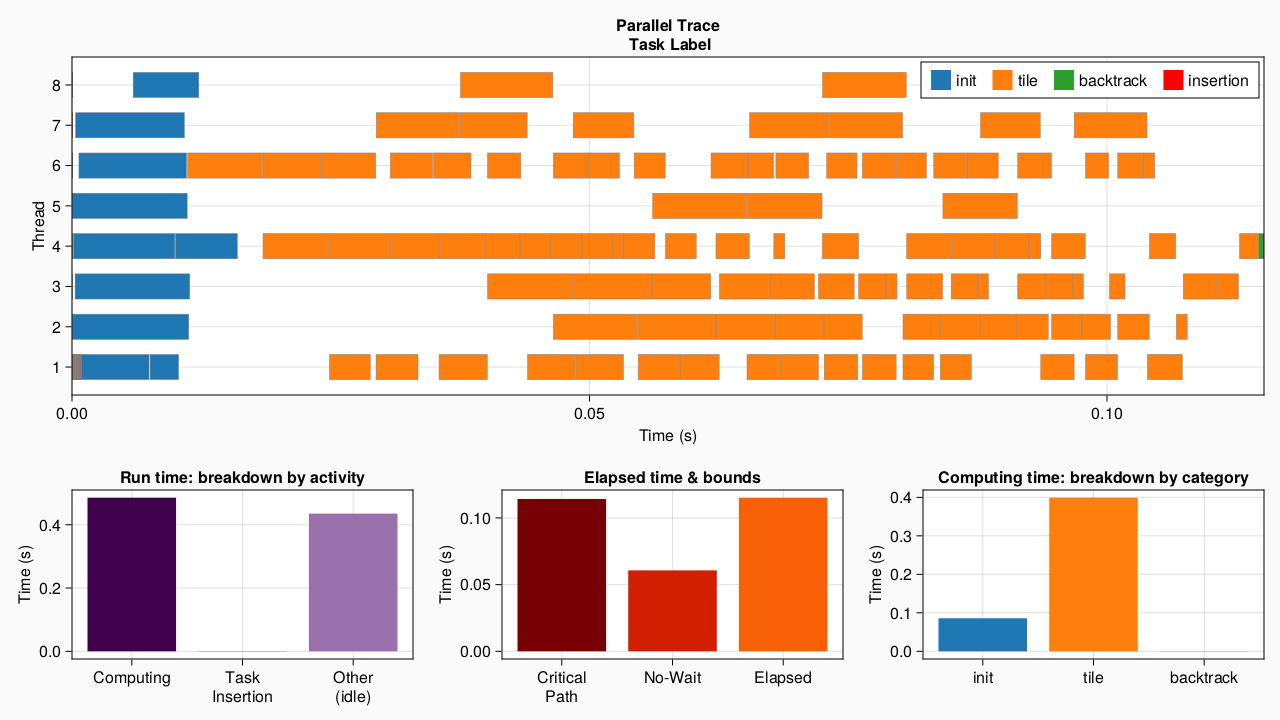 Parallel Trace
Task Label
init tile backtrack insertion
8
7
6
5
4
3
2
1
Thread
0.00 0.05 0.10
Time (s)
Run time: breakdown by activity
0.4
0.2
0.0
Time (s)
Computing Task Insertion Other (idle)
Elapsed time & bounds
0.10
0.05
0.00
Time (s)
Critical Path No-Wait Elapsed
Computing time: breakdown by category
0.4
0.3
0.2
0.1
0.0
Time (s)
init tile backtrack